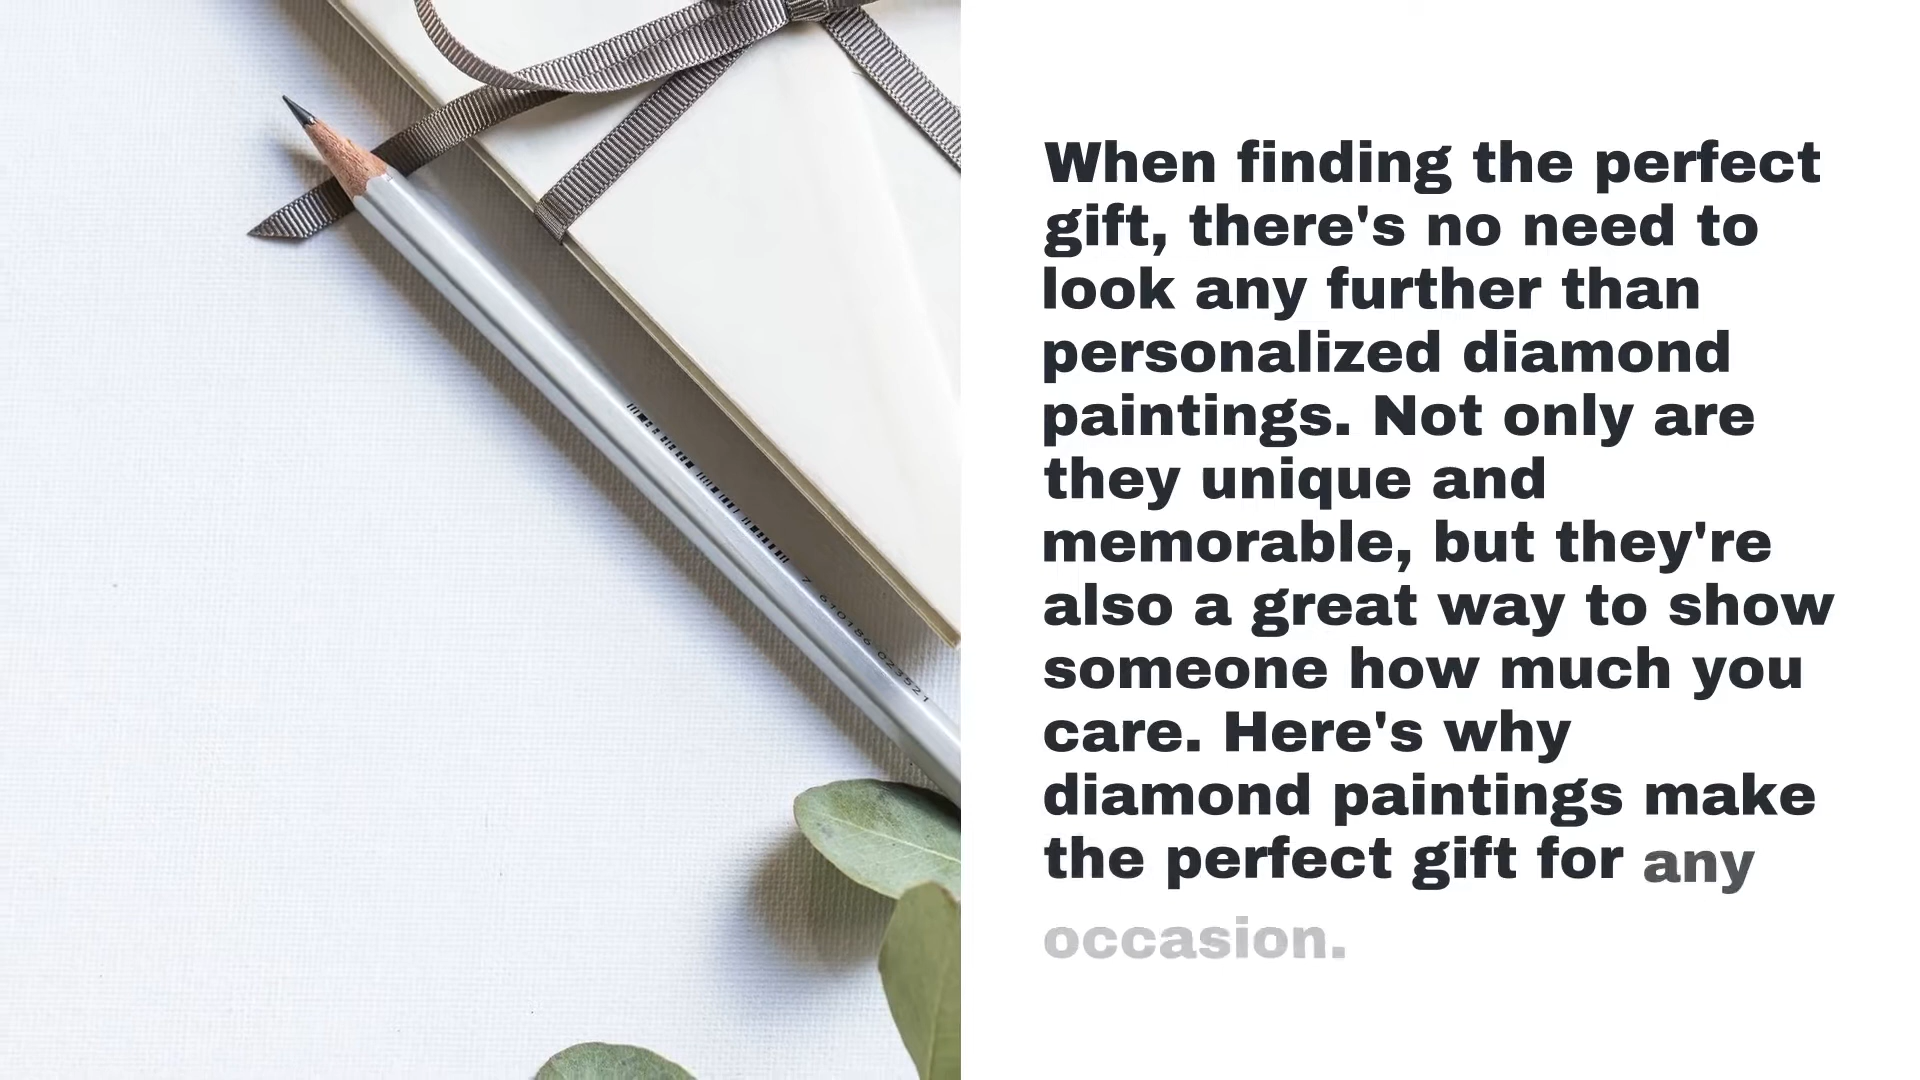 When finding the perfect
gift, there's no need to
look any further than
personalized diamond
paintings. Not only are
they unique and
memorable, but they're
also a great way to show
someone how much you
care. Here's why
diamond paintings make
the perfect gift for any
occasion.